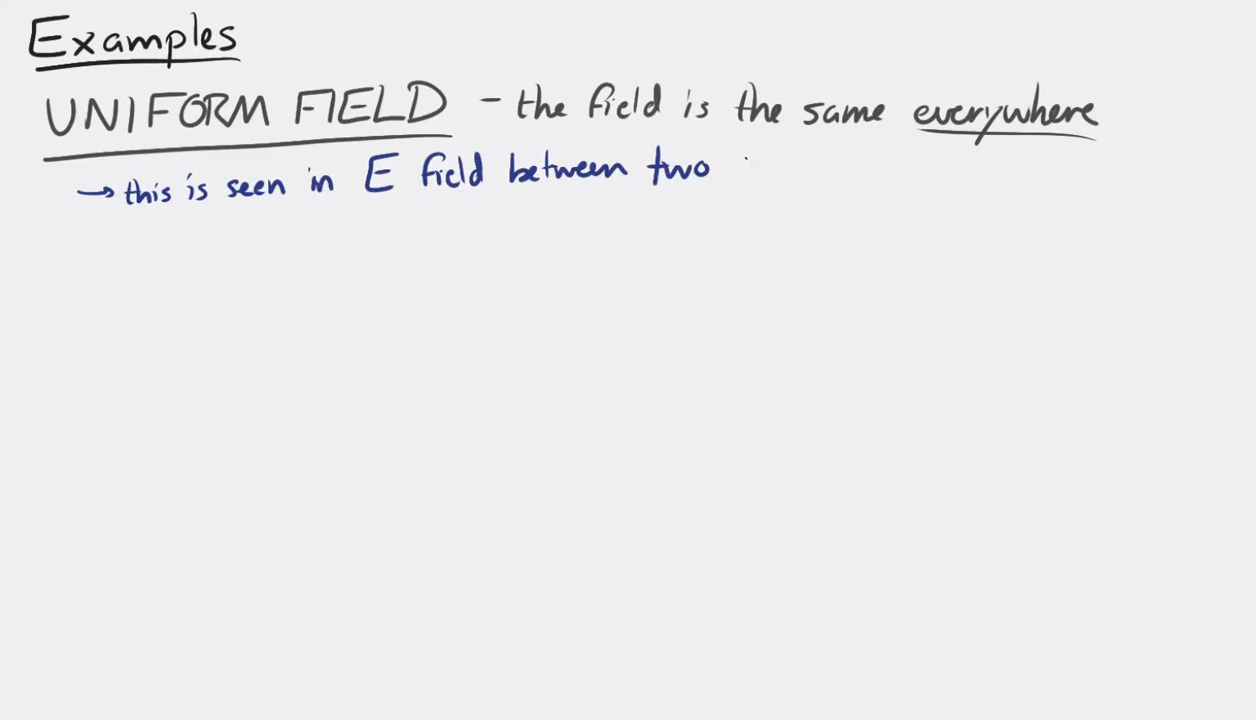 Examples
UNIFORM FIELD - the field is the same everywhere
→ this is seen in E field between two